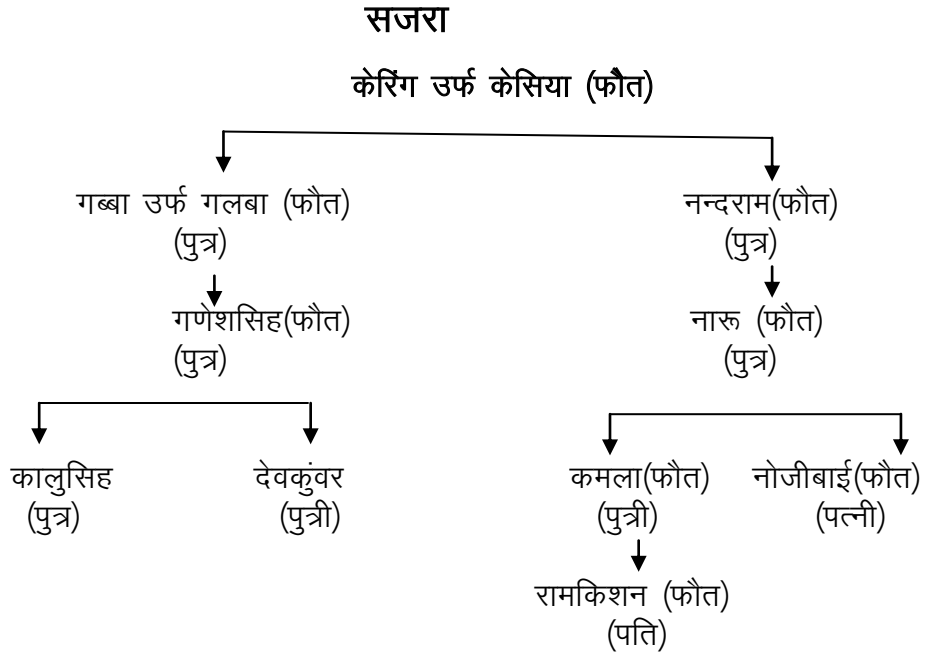 सजरा
केरिंग उर्फ केसिया (फौत)
गब्बा उर्फ गलबा (फौत) नन्दराम(फौत)
(पुत्र) (पुत्र)
गणेशसिह(फौत) नारू (फौत)
(पुत्र) (पुत्र)
कालुसिह देवकुंवर कमला(फौत) नोजीबाई(फौत)
(पुत्र) (पुत्री) (पुत्री) (पत्नी)
रामकिशन (फौत)
(पति)